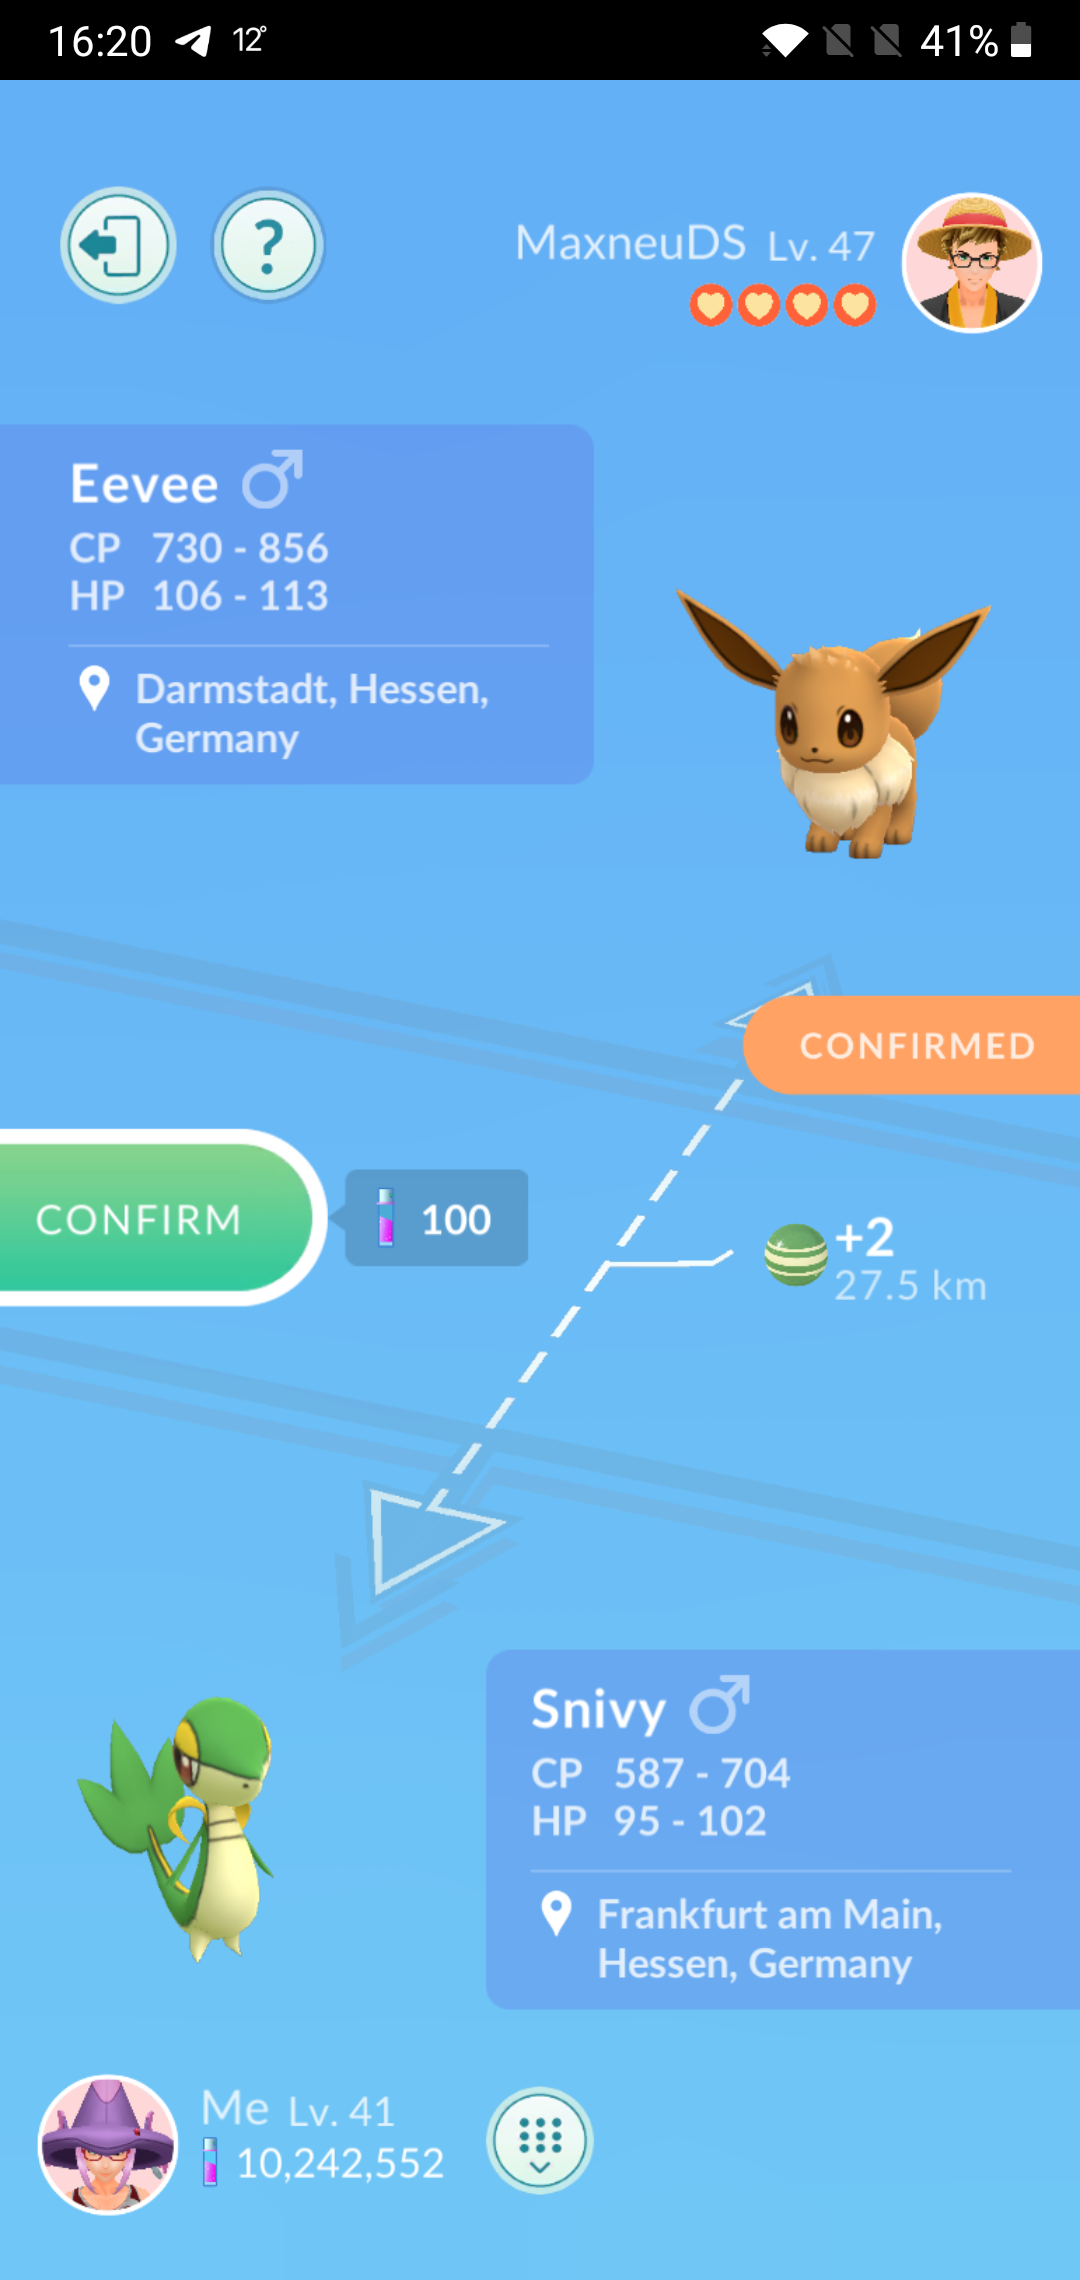 16:20 12°
41%
?
MaxneuDS Lv. 47
Eevee ♂
CP 730 - 856
HP 106 - 113
Darmstadt, Hessen,
Germany
CONFIRMED
CONFIRM
100
+2
27.5 km
Snivy ♂
CP 587 - 704
HP 95 - 102
Frankfurt am Main,
Hessen, Germany
Me Lv. 41
10,242,552